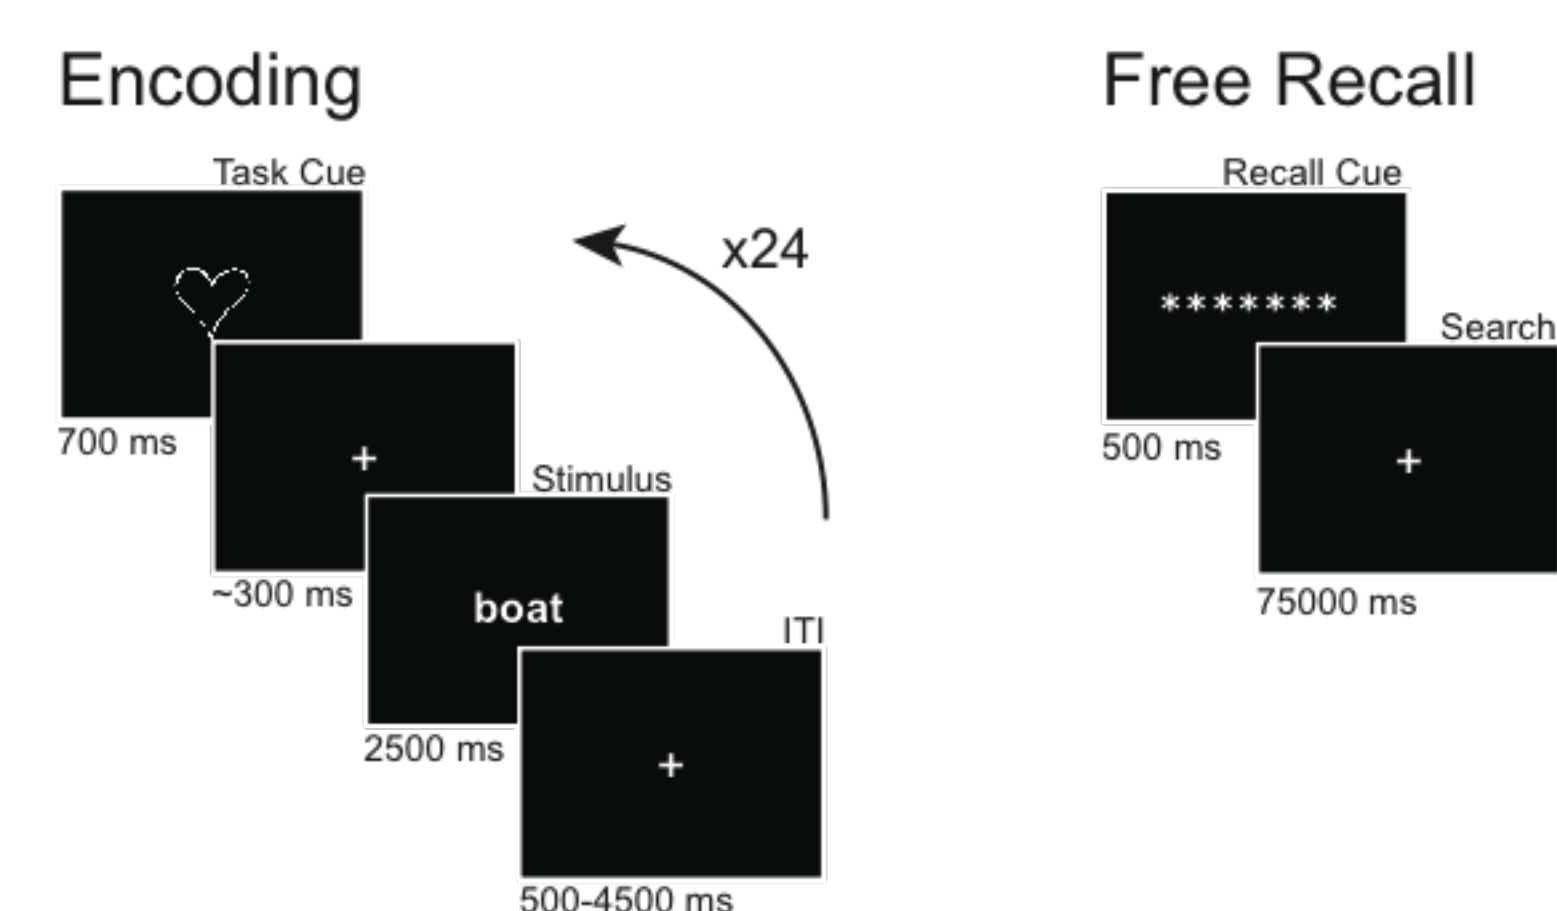 Encoding
Task Cue
700 ms
+
~300 ms
Stimulus
boat
2500 ms
ITI
+
500-4500 ms
x24
Free Recall
Recall Cue
*******
500 ms
Search
+
75000 ms